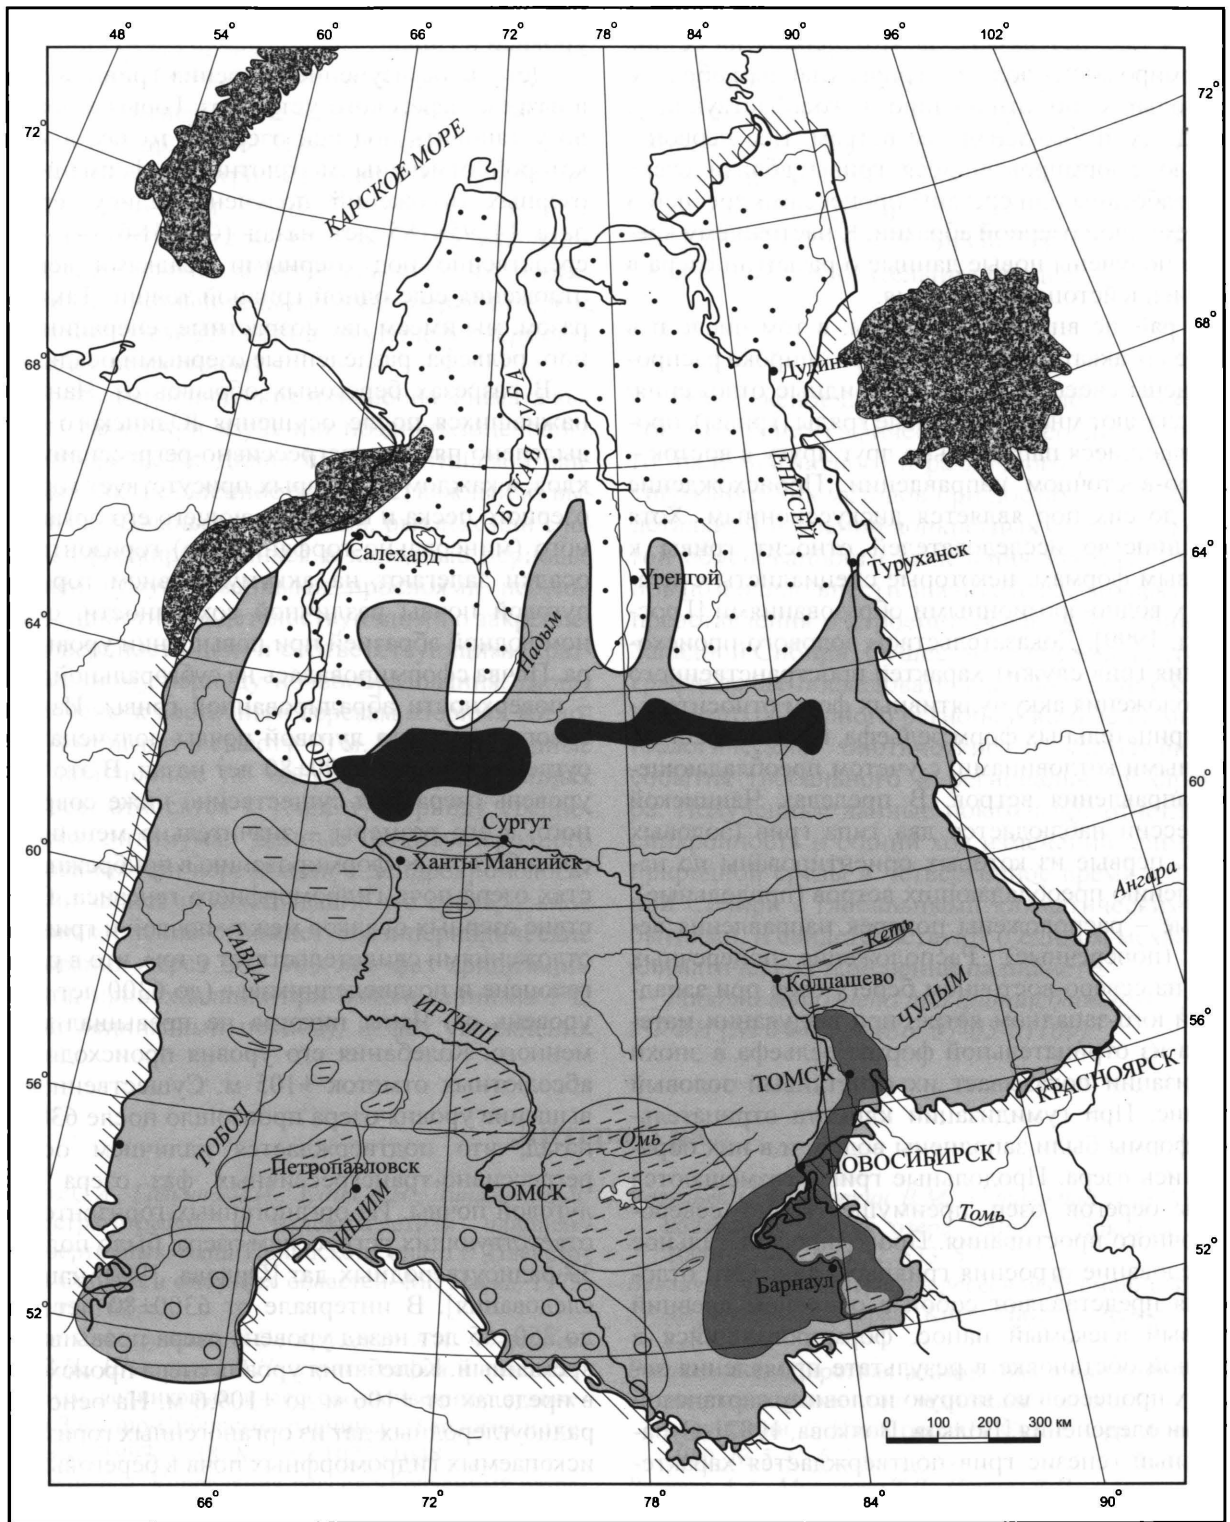 48° 54° 60° 66° 72° 78° 84° 90° 96° 102°
72° 72°
КАРСКОЕ МОРЕ
68° 68°
Дудин
ОБСКАЯ ГУБА
ЕНИСЕЙ
Салехард
Уренгой
Туруханск
64° 64°
Надым
ОБЬ
60° 60°
Сургут
Ханты-Мансийск
Ангара
Кеть
ТАВДА
Колпашево
ЧУЛЫМ
ИРТЫШ
56° 56°
ТОМСК
КРАСНОЯРСК
ТОБОЛ
Омь
Петропавловск
НОВОСИБИРСК
ОМСК
ИШИМ
Томь
52° 52°
Барнаул
0 100 200 300 км
66° 72° 78° 84° 90°